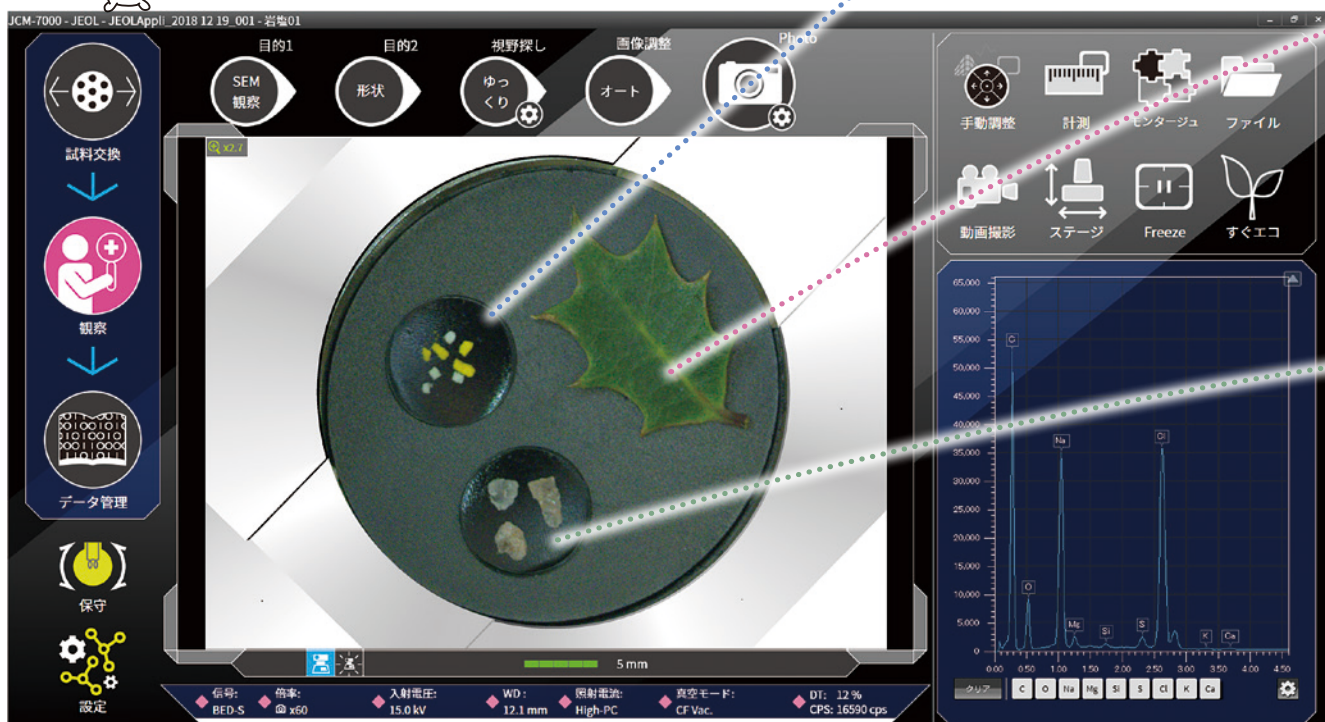 JCM-7000 - JEOL - JEOLAppli_2018 12 19_001 - 岩塩01
目的1
目的2
視野探し
画像調整
Photo
SEM
観察
形状
ゆっ
くり
オート
試料交換
観察
データ管理
保守
設定
x2.7
5 mm
手動調整
計測
モンタージュ
ファイル
動画撮影
ステージ
Freeze
すぐエコ
65,000
60,000
55,000
50,000
45,000
40,000
35,000
30,000
25,000
20,000
15,000
10,000
5,000
0
C
O
Na
Mg
Si
S
Cl
K
Ca
0.00 0.50 1.00 1.50 2.00 2.50 3.00 3.50 4.00 4.50
クリア C O Na Mg Si S Cl K Ca
信号: 倍率: 入射電圧: WD : 照射電流: 真空モード: DT: 12 %
BED-S x60 15.0 kV 12.1 mm High-PC CF Vac. CPS: 16590 cps